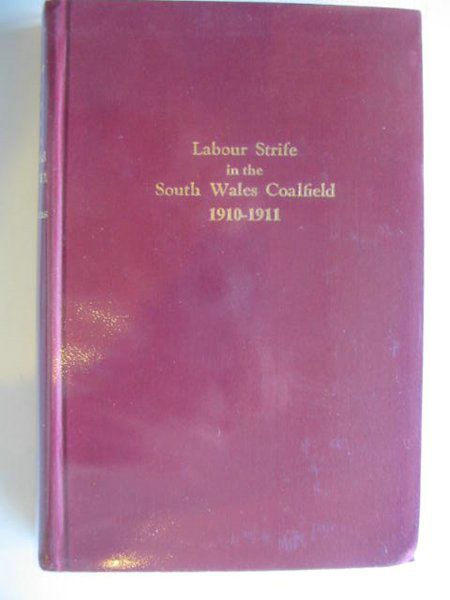 Labour Strife
in the
South Wales Coalfield
1910-1911